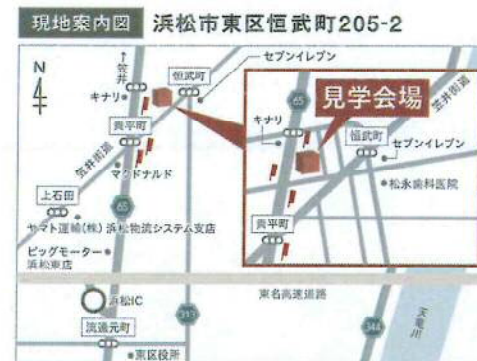 現地案内図 浜松市東区恒武町205-2
N
↑笠井
セブンイレブン
恒武町
キナリ
貴平町
笠井街道
マクドナルド
上石田
65
ヤマト運輸(株) 浜松物流システム支店
ビッグモーター
浜松東店
65
見学会場
笠井街道
キナリ
恒武町
セブンイレブン
松永歯科医院
貴平町
東名高速道路
浜松IC
流通元町
313
344
天竜川
東区役所